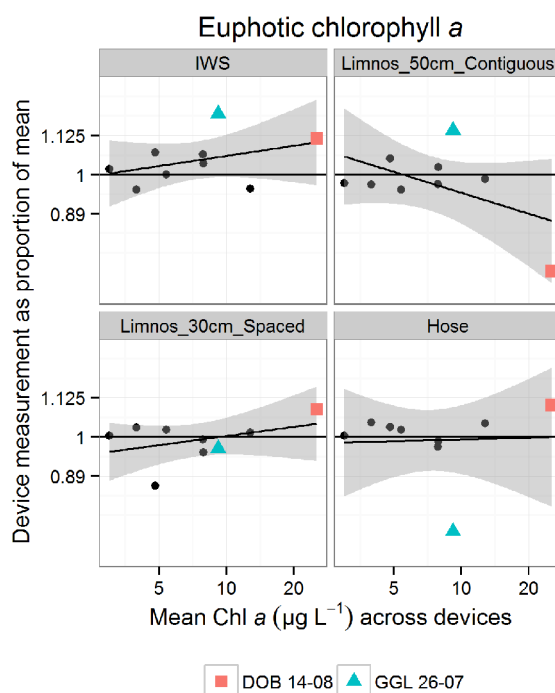 Euphotic chlorophyll a
IWS
Limnos_50cm_Contiguous
1.125
1
0.89
Limnos_30cm_Spaced
Hose
1.125
1
0.89
5
10
20
5
10
20
Device measurement as proportion of mean
Mean Chl a (µg L⁻¹) across devices
DOB 14-08
GGL 26-07